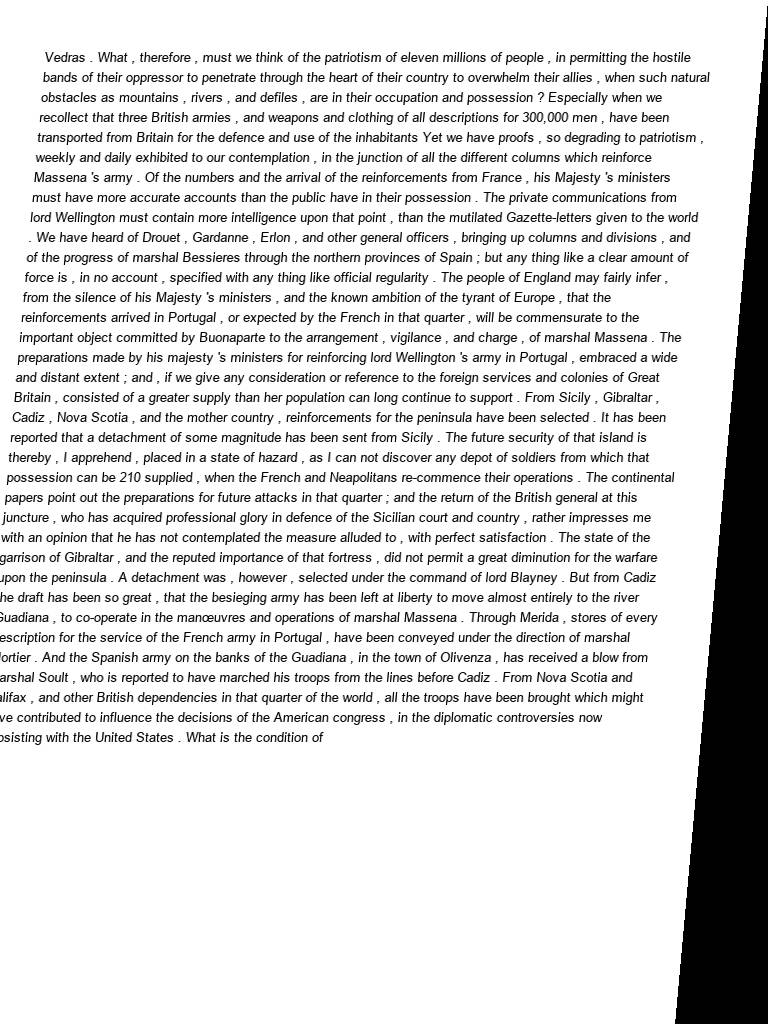 Vedras . What , therefore , must we think of the patriotism of eleven millions of people , in permitting the hostile
bands of their oppressor to penetrate through the heart of their country to overwhelm their allies , when such natural
obstacles as mountains , rivers , and defiles , are in their occupation and possession ? Especially when we
recollect that three British armies , and weapons and clothing of all descriptions for 300,000 men , have been
transported from Britain for the defence and use of the inhabitants Yet we have proofs , so degrading to patriotism ,
weekly and daily exhibited to our contemplation , in the junction of all the different columns which reinforce
Massena 's army . Of the numbers and the arrival of the reinforcements from France , his Majesty 's ministers
must have more accurate accounts than the public have in their possession . The private communications from
lord Wellington must contain more intelligence upon that point , than the mutilated Gazette-letters given to the world
. We have heard of Drouet , Gardanne , Erlon , and other general officers , bringing up columns and divisions , and
of the progress of marshal Bessieres through the northern provinces of Spain ; but any thing like a clear amount of
force is , in no account , specified with any thing like official regularity . The people of England may fairly infer ,
from the silence of his Majesty 's ministers , and the known ambition of the tyrant of Europe , that the
reinforcements arrived in Portugal , or expected by the French in that quarter , will be commensurate to the
important object committed by Buonaparte to the arrangement , vigilance , and charge , of marshal Massena . The
preparations made by his majesty 's ministers for reinforcing lord Wellington 's army in Portugal , embraced a wide
and distant extent ; and , if we give any consideration or reference to the foreign services and colonies of Great
Britain , consisted of a greater supply than her population can long continue to support . From Sicily , Gibraltar ,
Cadiz , Nova Scotia , and the mother country , reinforcements for the peninsula have been selected . It has been
reported that a detachment of some magnitude has been sent from Sicily . The future security of that island is
thereby , I apprehend , placed in a state of hazard , as I can not discover any depot of soldiers from which that
possession can be 210 supplied , when the French and Neapolitans re-commence their operations . The continental
papers point out the preparations for future attacks in that quarter ; and the return of the British general at this
juncture , who has acquired professional glory in defence of the Sicilian court and country , rather impresses me
with an opinion that he has not contemplated the measure alluded to , with perfect satisfaction . The state of the
garrison of Gibraltar , and the reputed importance of that fortress , did not permit a great diminution for the warfare
upon the peninsula . A detachment was , however , selected under the command of lord Blayney . But from Cadiz
he draft has been so great , that the besieging army has been left at liberty to move almost entirely to the river
Guadiana , to co-operate in the manœuvres and operations of marshal Massena . Through Merida , stores of every
escription for the service of the French army in Portugal , have been conveyed under the direction of marshal
ortier . And the Spanish army on the banks of the Guadiana , in the town of Olivenza , has received a blow from
arshal Soult , who is reported to have marched his troops from the lines before Cadiz . From Nova Scotia and
alifax , and other British dependencies in that quarter of the world , all the troops have been brought which might
ve contributed to influence the decisions of the American congress , in the diplomatic controversies now
sisting with the United States . What is the condition of